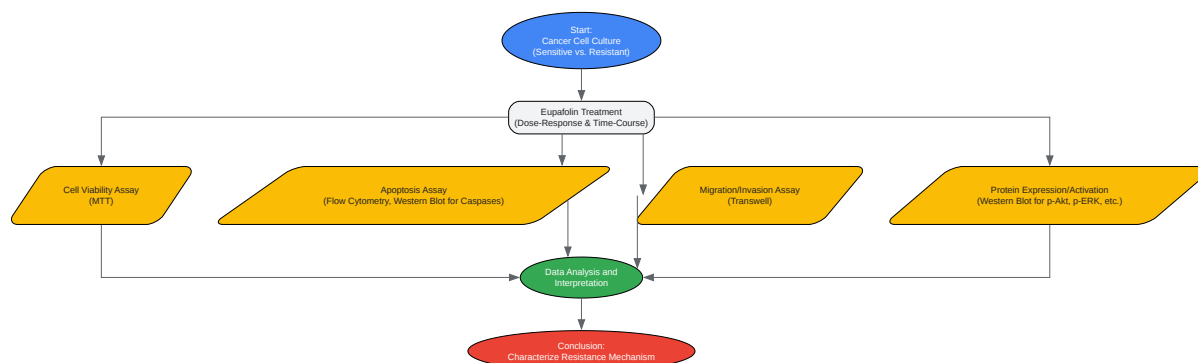 Start:
Cancer Cell Culture
(Sensitive vs. Resistant)
Eupafolin Treatment
(Dose-Response & Time-Course)
Cell Viability Assay
(MTT)
Apoptosis Assay
(Flow Cytometry, Western Blot for Caspases)
Migration/Invasion Assay
(Transwell)
Protein Expression/Activation
(Western Blot for p-Akt, p-ERK, etc.)
Data Analysis and
Interpretation
Conclusion:
Characterize Resistance Mechanism